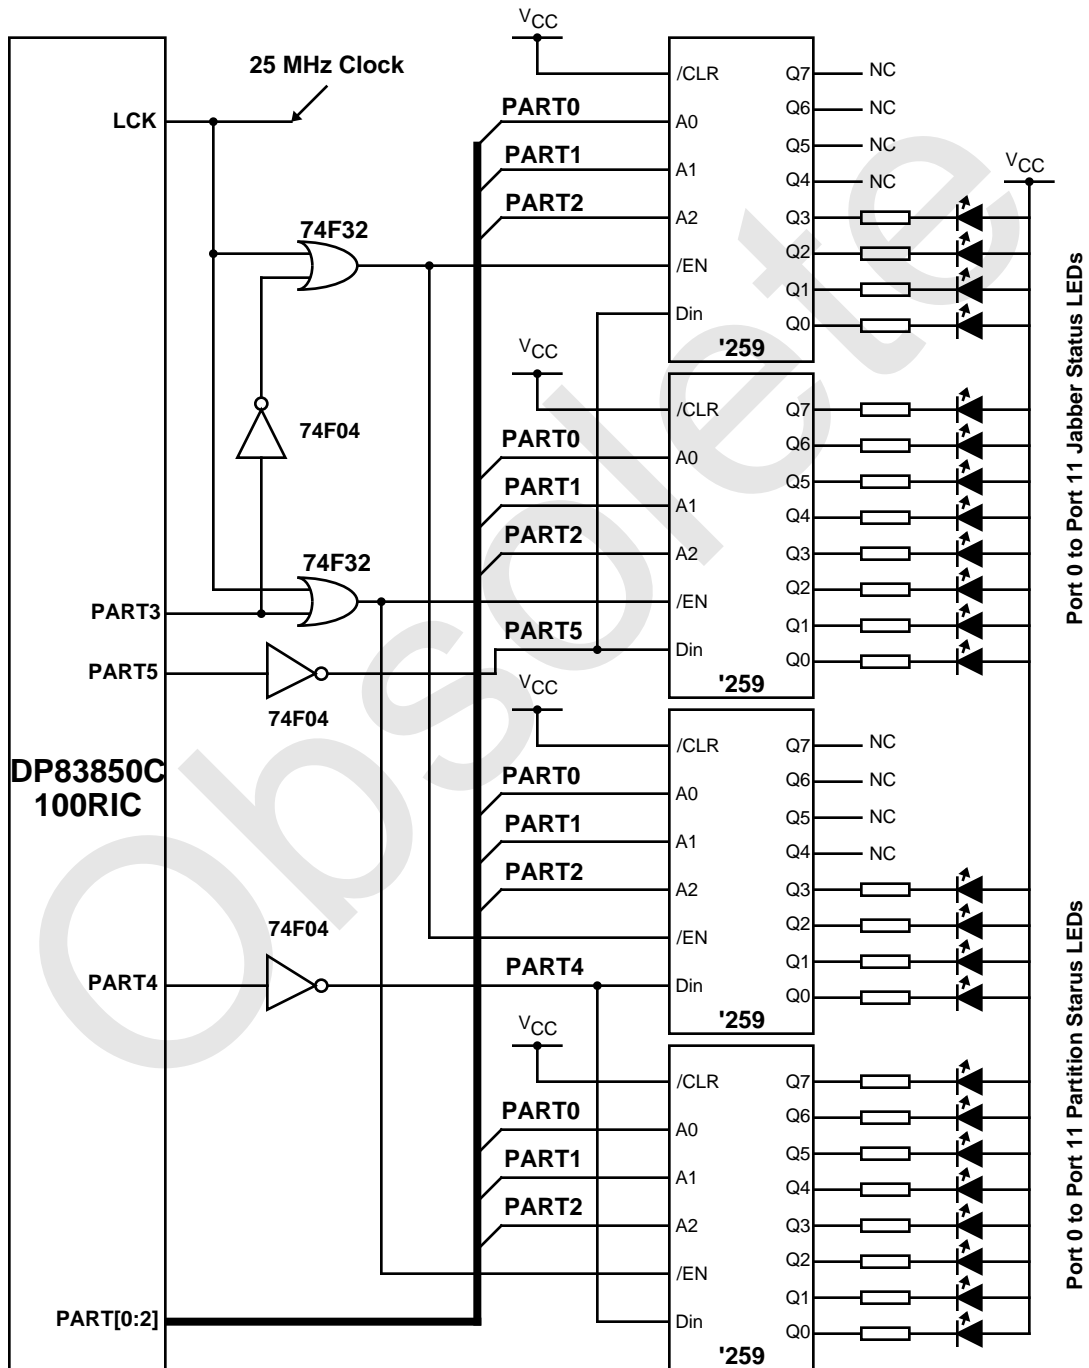 VCC
25 MHz Clock
LCK
/CLR
Q7
NC
PART0
A0
Q6
NC
PART1
A1
Q5
NC
PART2
A2
Q4
NC
VCC
74F32
/EN
Q3
Q2
Din
Q1
Q0
'259
Port 0 to Port 11 Jabber Status LEDs
VCC
/CLR
Q7
74F04
PART0
A0
Q6
PART1
A1
Q5
PART2
A2
Q4
74F32
Q3
/EN
Q2
PART3
PART5
Q1
Din
Q0
PART5
'259
74F04
VCC
/CLR
Q7
NC
DP83850C
100RIC
PART0
A0
Q6
NC
PART1
A1
Q5
NC
PART2
A2
Q4
NC
Q3
74F04
/EN
Q2
PART4
PART4
Q1
Din
Q0
'259
Port 0 to Port 11 Partition Starus LEDs
VCC
/CLR
Q7
PART0
A0
Q6
PART1
A1
Q5
PART2
A2
Q4
Q3
/EN
Q2
PART[0:2]
Q1
Din
Q0
'259
Obsolete